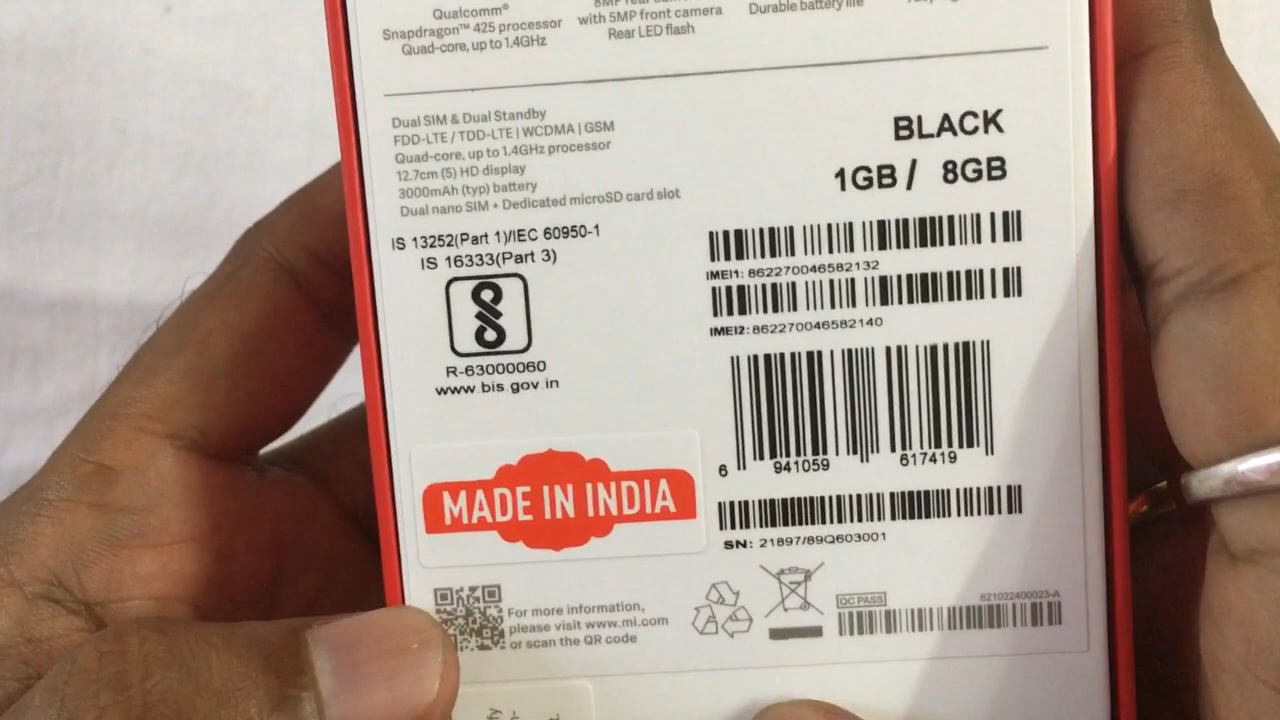 Qualcomm®
Snapdragon™ 425 processor
Quad-core, up to 1.4GHz
with 5MP front camera
Rear LED flash
Durable battery life
Dual SIM & Dual Standby
FDD-LTE / TDD-LTE | WCDMA | GSM
Quad-core, up to 1.4GHz processor
12.7cm (5) HD display
3000mAh (typ) battery
Dual nano SIM + Dedicated microSD card slot
BLACK
1GB / 8GB
IS 13252(Part 1)/IEC 60950-1
IS 16333(Part 3)
R-63000060
www.bis.gov.in
IMEI1: 862270046582132
IMEI2: 862270046582140
6 941059 617419
MADE IN INDIA
SN: 21897/89Q603001
For more information,
please visit www.mi.com
or scan the QR code
QC PASS
821022400023-A